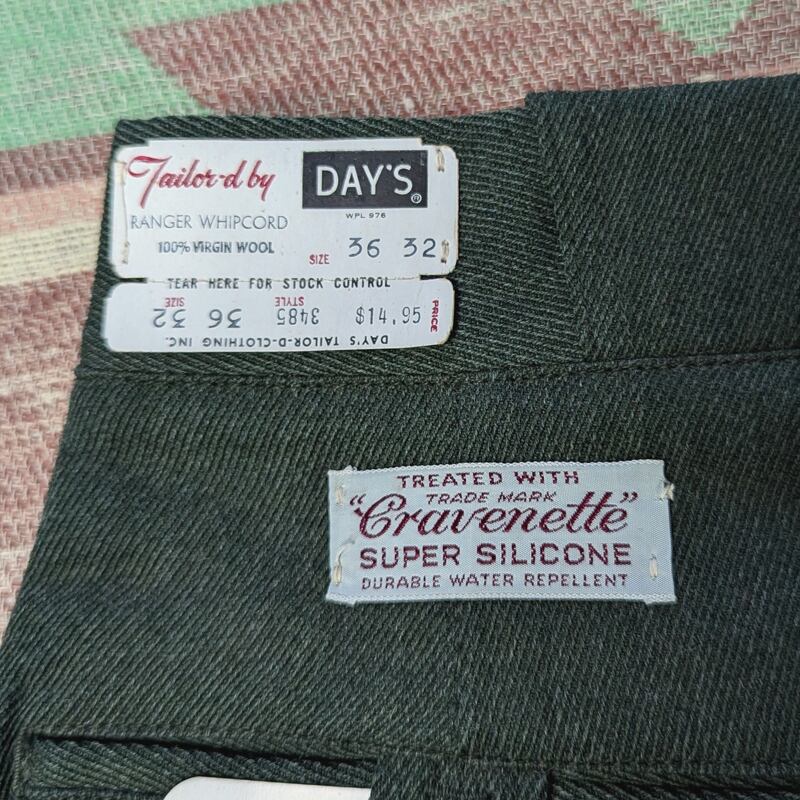 Tailor-d by DAY'S ®
WPL 976
RANGER WHIPCORD
100% VIRGIN WOOL
SIZE 36 32
TEAR HERE FOR STOCK CONTROL
DAY'S TAILOR-D-CLOTHING INC.
PRICE $14.95
STYLE 3485
SIZE 36 32
TREATED WITH
TRADE MARK
"Cravenette"
SUPER SILICONE
DURABLE WATER REPELLENT